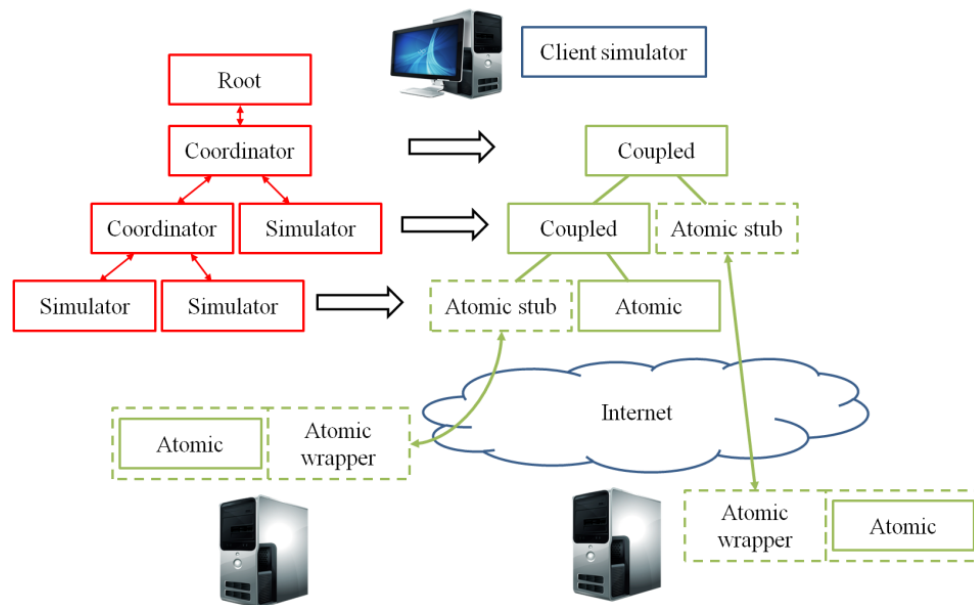 Client simulator
Root
Coordinator
Coupled
Coordinator
Simulator
Coupled
Atomic stub
Simulator
Simulator
Atomic stub
Atomic
Internet
Atomic
Atomic
wrapper
Atomic
wrapper
Atomic